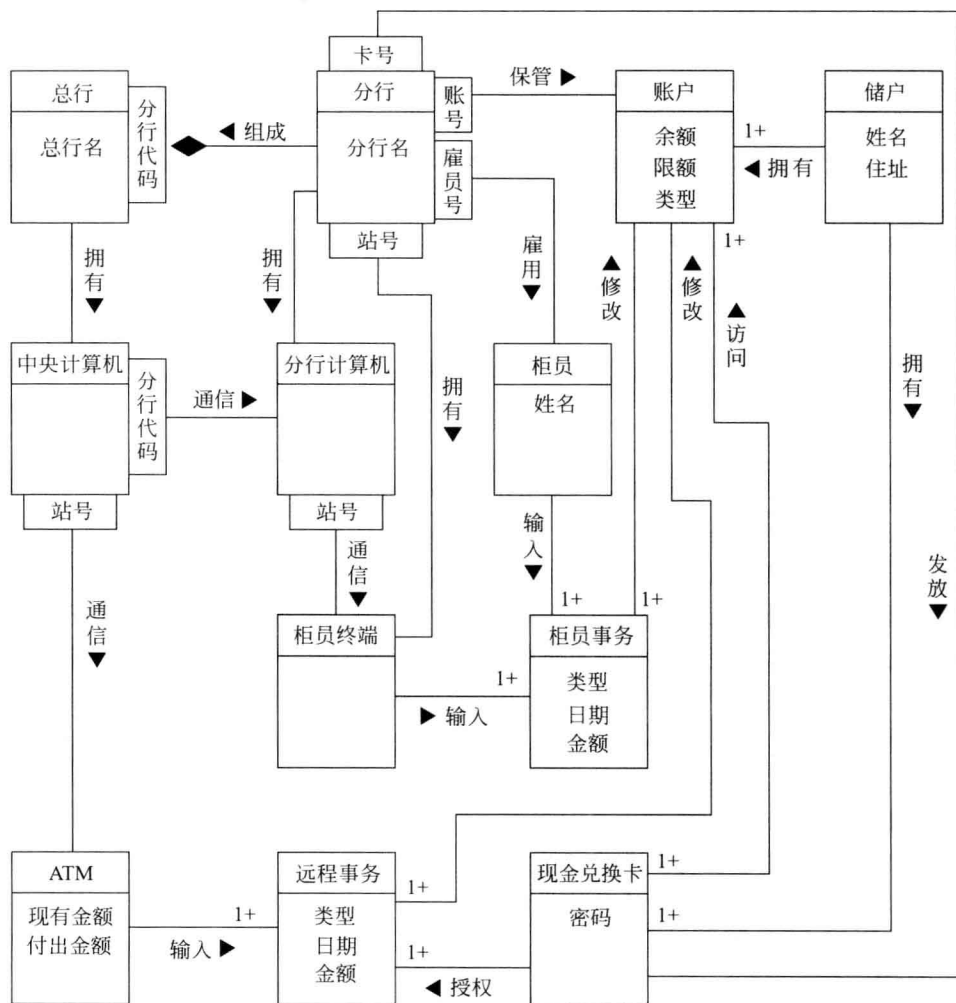 卡号
总行
分行
账户
储户
总行名
分行代码
组成
分行名
账号
雇员号
保管
余额
限额
类型
1+
拥有
姓名
住址
站号
1+
拥有
拥有
雇用
修改
修改
访问
中央计算机
分行代码
通信
分行计算机
拥有
柜员
姓名
拥有
站号
站号
通信
通信
输入
发放
1+
1+
柜员终端
柜员事务
1+
输入
类型
日期
金额
ATM
远程事务
现金兑换卡
1+
1+
现有金额
付出金额
1+
输入
类型
日期
金额
1+
授权
密码
1+